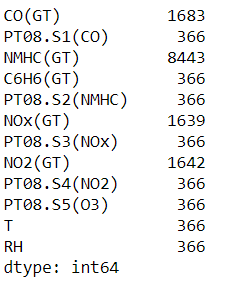 CO(GT) 1683
PT08.S1(CO) 366
NMHC(GT) 8443
C6H6(GT) 366
PT08.S2(NMHC) 366
NOx(GT) 1639
PT08.S3(NOx) 366
NO2(GT) 1642
PT08.S4(NO2) 366
PT08.S5(O3) 366
T 366
RH 366
dtype: int64